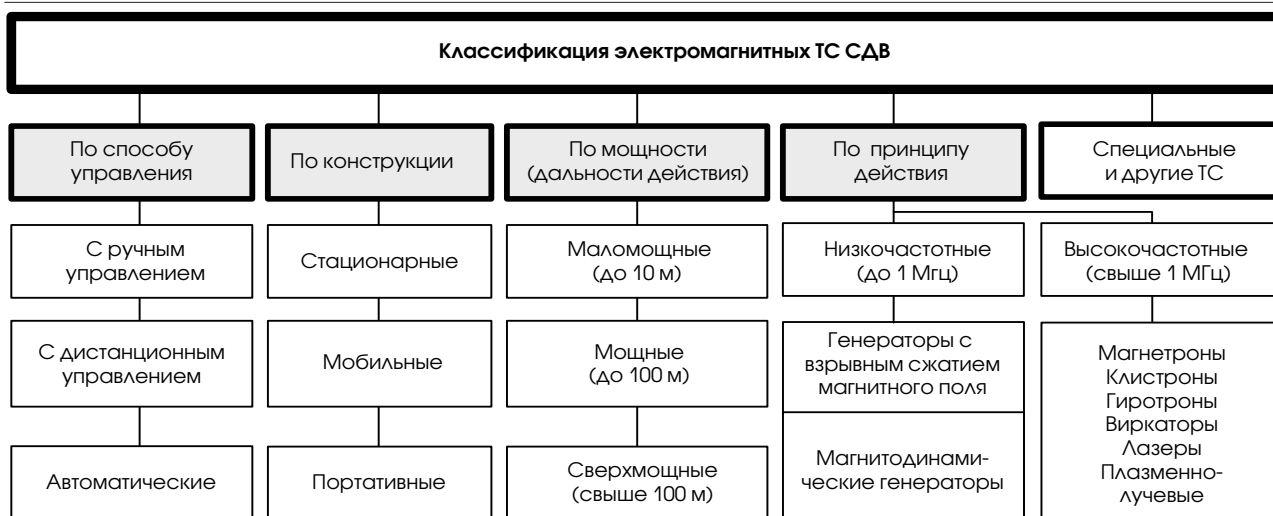 Классификация электромагнитных ТС СДВ
По способу
управления
По конструкции
По мощности
(дальности действия)
По принципу
действия
Специальные
и другие ТС
С ручным
управлением
Стационарные
Маломощные
(до 10 м)
Низкочастотные
(до 1 Мгц)
Высокочастотные
(свыше 1 МГц)
С дистанционным
управлением
Мобильные
Мощные
(до 100 м)
Генераторы с
взрывным сжатием
магнитного поля
Магнетроны
Клистроны
Гиротроны
Виркаторы
Лазеры
Плазменно-
лучевые
Автоматические
Портативные
Сверхмощные
(свыше 100 м)
Магнитодинами-
ческие генераторы